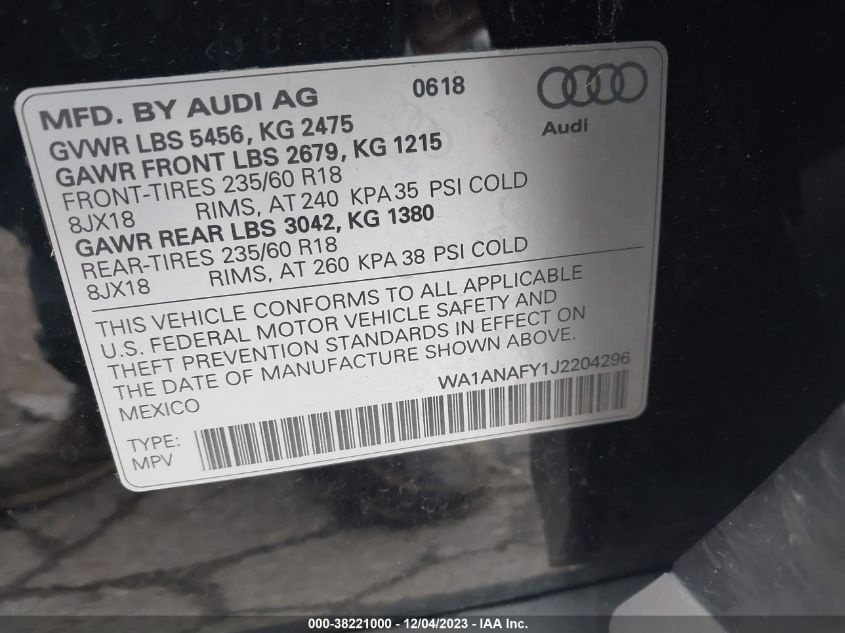 MFD. BY AUDI AG 0618
Audi
GVWR LBS 5456, KG 2475
GAWR FRONT LBS 2679, KG 1215
FRONT-TIRES 235/60 R18
8JX18 RIMS, AT 240 KPA 35 PSI COLD
GAWR REAR LBS 3042, KG 1380
REAR-TIRES 235/60 R18
8JX18 RIMS, AT 260 KPA 38 PSI COLD
THIS VEHICLE CONFORMS TO ALL APPLICABLE
U.S. FEDERAL MOTOR VEHICLE SAFETY AND
THEFT PREVENTION STANDARDS IN EFFECT ON
THE DATE OF MANUFACTURE SHOWN ABOVE.
MEXICO WA1ANAFY1J2204296
TYPE:
MPV
000-38221000 - 12/04/2023 - IAA Inc.